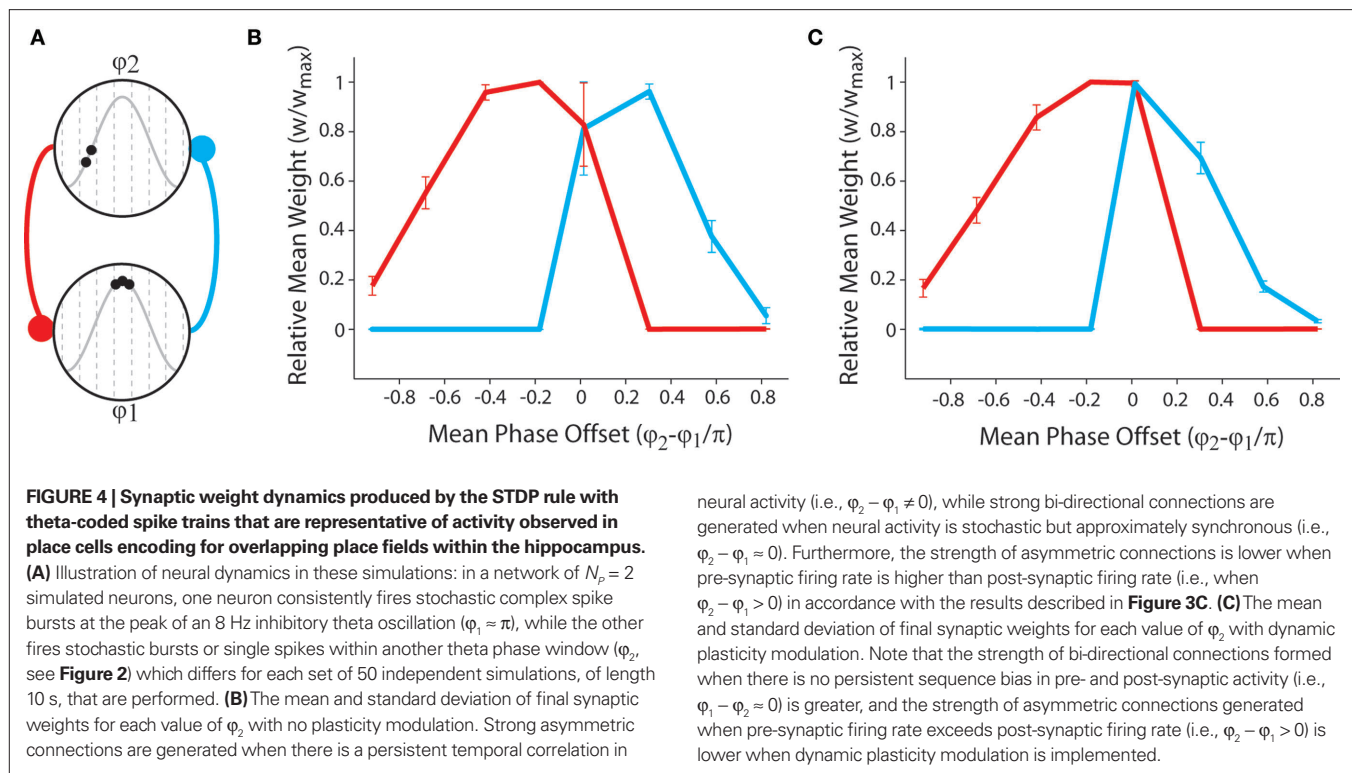 A
φ2
φ1
B
Relative Mean Weight (w/wmax)
1
0.8
0.6
0.4
0.2
0
-0.8 -0.6 -0.4 -0.2 0 0.2 0.4 0.6 0.8
Mean Phase Offset (φ2-φ1/π)
C
Relative Mean Weight (w/wmax)
1
0.8
0.6
0.4
0.2
0
-0.8 -0.6 -0.4 -0.2 0 0.2 0.4 0.6 0.8
Mean Phase Offset (φ2-φ1/π)
FIGURE 4 | Synaptic weight dynamics produced by the STDP rule with
theta-coded spike trains that are representative of activity observed in
place cells encoding for overlapping place fields within the hippocampus.
(A) Illustration of neural dynamics in these simulations: in a network of NP = 2
simulated neurons, one neuron consistently fires stochastic complex spike
bursts at the peak of an 8 Hz inhibitory theta oscillation (φ1 ≈ π), while the other
fires stochastic bursts or single spikes within another theta phase window (φ2,
see Figure 2) which differs for each set of 50 independent simulations, of length
10 s, that are performed. (B) The mean and standard deviation of final synaptic
weights for each value of φ2 with no plasticity modulation. Strong asymmetric
connections are generated when there is a persistent temporal correlation in
neural activity (i.e., φ2 − φ1 ≠ 0), while strong bi-directional connections are
generated when neural activity is stochastic but approximately synchronous (i.e.,
φ2 − φ1 ≈ 0). Furthermore, the strength of asymmetric connections is lower when
pre-synaptic firing rate is higher than post-synaptic firing rate (i.e., when
φ2 − φ1 > 0) in accordance with the results described in Figure 3C. (C) The mean
and standard deviation of final synaptic weights for each value of φ2 with dynamic
plasticity modulation. Note that the strength of bi-directional connections formed
when there is no persistent sequence bias in pre- and post-synaptic activity (i.e.,
φ1 − φ2 ≈ 0) is greater, and the strength of asymmetric connections generated
when pre-synaptic firing rate exceeds post-synaptic firing rate (i.e., φ2 − φ1 > 0) is
lower when dynamic plasticity modulation is implemented.